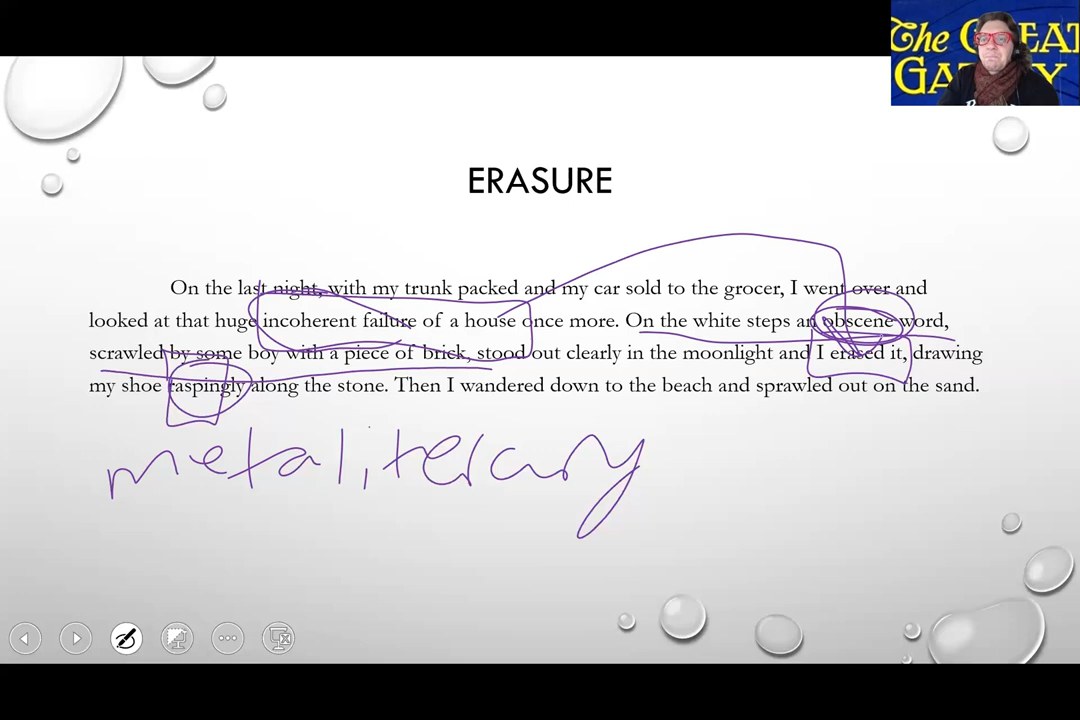 The GREAT
GATSBY
ERASURE
On the last night, with my trunk packed and my car sold to the grocer, I went over and
looked at that huge incoherent failure of a house once more. On the white steps an obscene word,
scrawled by some boy with a piece of brick, stood out clearly in the moonlight and I erased it, drawing
my shoe raspingly along the stone. Then I wandered down to the beach and sprawled out on the sand.
metaliterary